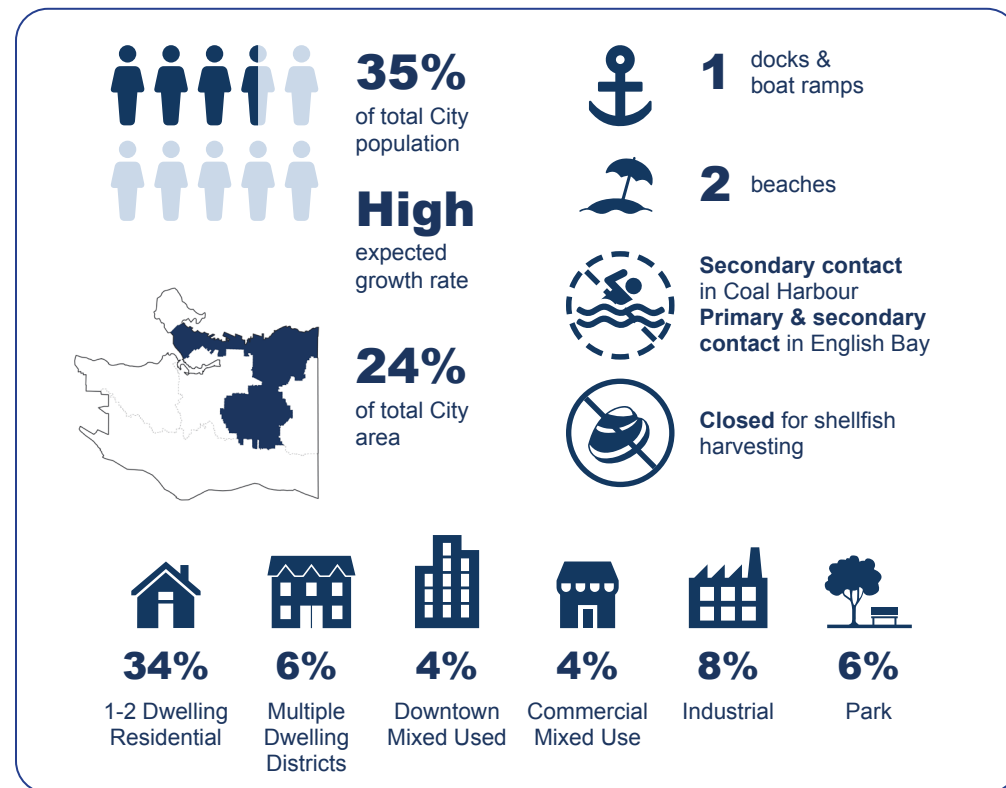 35%
of total City
population
High
expected
growth rate
24%
of total City
area
1
docks &
boat ramps
2
beaches
Secondary contact
in Coal Harbour
Primary & secondary
contact in English Bay
Closed for shellfish
harvesting
34%
1-2 Dwelling
Residential
6%
Multiple
Dwelling
Districts
4%
Downtown
Mixed Used
4%
Commercial
Mixed Use
8%
Industrial
6%
Park